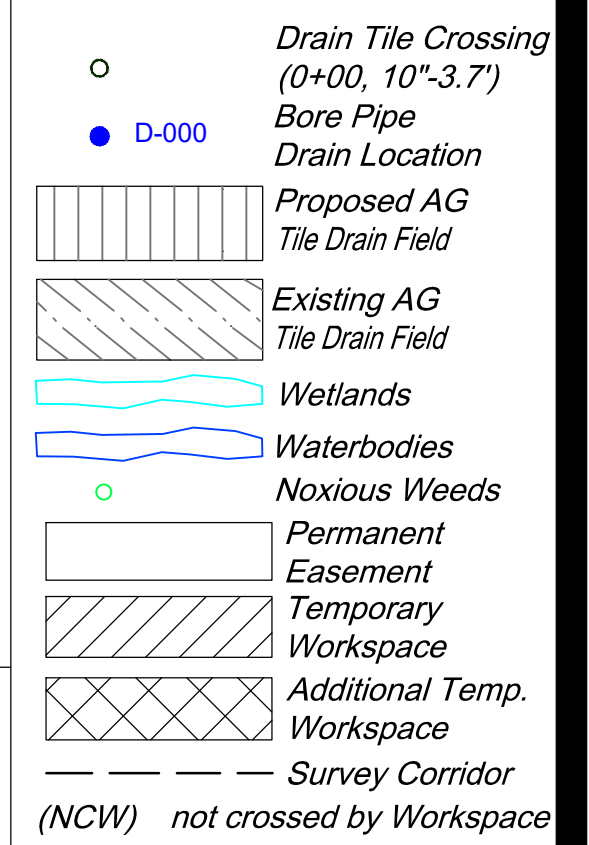 Drain Tile Crossing
(0+00, 10"-3.7')
D-000 Bore Pipe
Drain Location
Proposed AG
Tile Drain Field
Existing AG
Tile Drain Field
Wetlands
Waterbodies
Noxious Weeds
Permanent
Easement
Temporary
Workspace
Additional Temp.
Workspace
Survey Corridor
(NCW) not crossed by Workspace